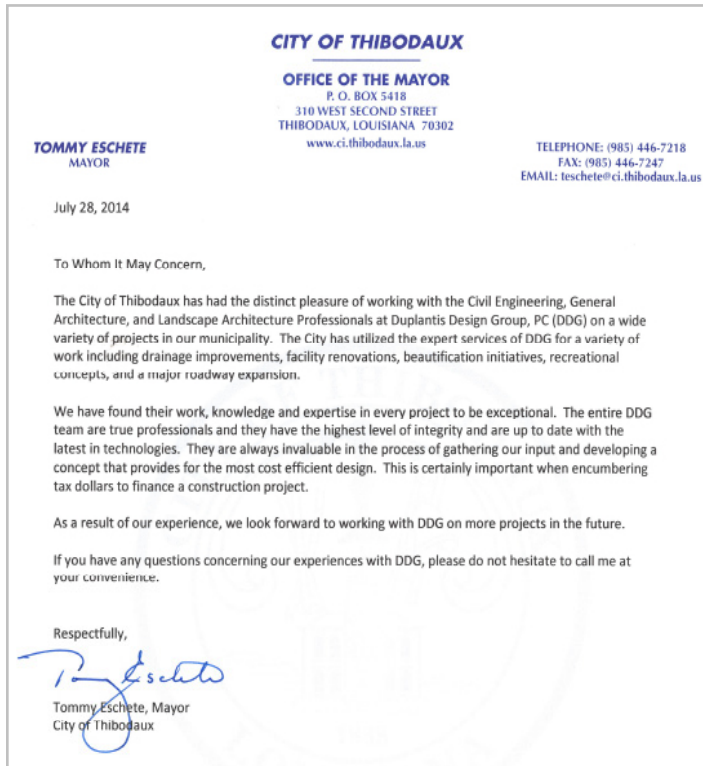 CITY OF THIBODAUX
OFFICE OF THE MAYOR
P. O. BOX 5418
310 WEST SECOND STREET
THIBODAUX, LOUISIANA 70302
www.ci.thibodaux.la.us
TOMMY ESCHETE
MAYOR
TELEPHONE: (985) 446-7218
FAX: (985) 446-7247
EMAIL: teschete@ci.thibodaux.la.us
July 28, 2014
To Whom It May Concern,
The City of Thibodaux has had the distinct pleasure of working with the Civil Engineering, General
Architecture, and Landscape Architecture Professionals at Duplantis Design Group, PC (DDG) on a wide
variety of projects in our municipality. The City has utilized the expert services of DDG for a variety of
work including drainage improvements, facility renovations, beautification initiatives, recreational
concepts, and a major roadway expansion.
We have found their work, knowledge and expertise in every project to be exceptional. The entire DDG
team are true professionals and they have the highest level of integrity and are up to date with the
latest in technologies. They are always invaluable in the process of gathering our input and developing a
concept that provides for the most cost efficient design. This is certainly important when encumbering
tax dollars to finance a construction project.
As a result of our experience, we look forward to working with DDG on more projects in the future.
If you have any questions concerning our experiences with DDG, please do not hesitate to call me at
your convenience.
Respectfully,
Tommy Eschete
Tommy Eschete, Mayor
City of Thibodaux